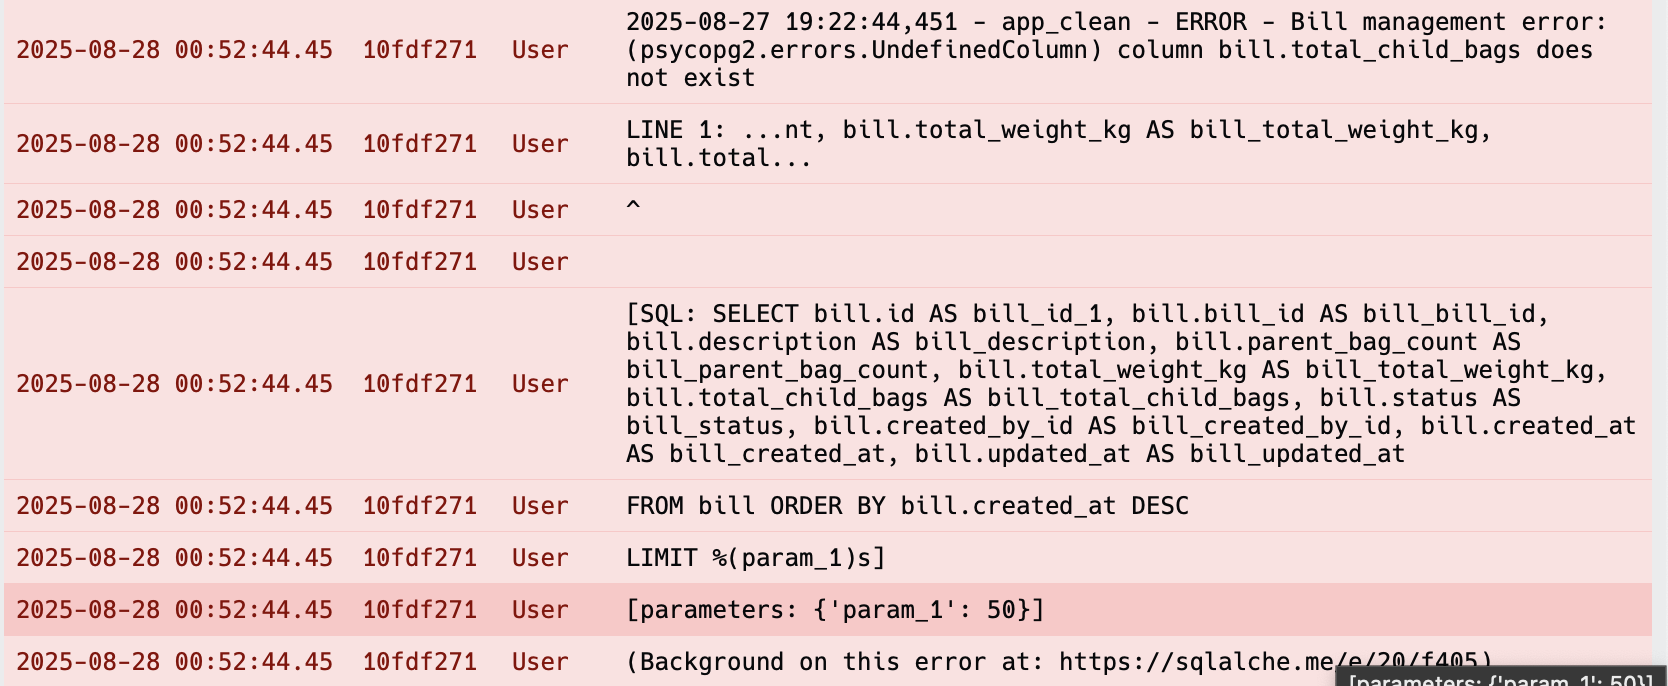 2025-08-27 19:22:44,451 - app_clean - ERROR - Bill management error:
2025-08-28 00:52:44.45 10fdf271 User (psycopg2.errors.UndefinedColumn) column bill.total_child_bags does
not exist
LINE 1: ...nt, bill.total_weight_kg AS bill_total_weight_kg,
2025-08-28 00:52:44.45 10fdf271 User
bill.total...
2025-08-28 00:52:44.45 10fdf271 User ^
2025-08-28 00:52:44.45 10fdf271 User
[SQL: SELECT bill.id AS bill_id_1, bill.bill_id AS bill_bill_id,
bill.description AS bill_description, bill.parent_bag_count AS
bill_parent_bag_count, bill.total_weight_kg AS bill_total_weight_kg,
2025-08-28 00:52:44.45 10fdf271 User
bill.total_child_bags AS bill_total_child_bags, bill.status AS
bill_status, bill.created_by_id AS bill_created_by_id, bill.created_at
AS bill_created_at, bill.updated_at AS bill_updated_at
2025-08-28 00:52:44.45 10fdf271 User FROM bill ORDER BY bill.created_at DESC
2025-08-28 00:52:44.45 10fdf271 User LIMIT %(param_1)s]
2025-08-28 00:52:44.45 10fdf271 User [parameters: {'param_1': 50}]
2025-08-28 00:52:44.45 10fdf271 User (Background on this error at: https://sqlalche.me/e/20/f405)
[parameters: {'param_1': 50}]